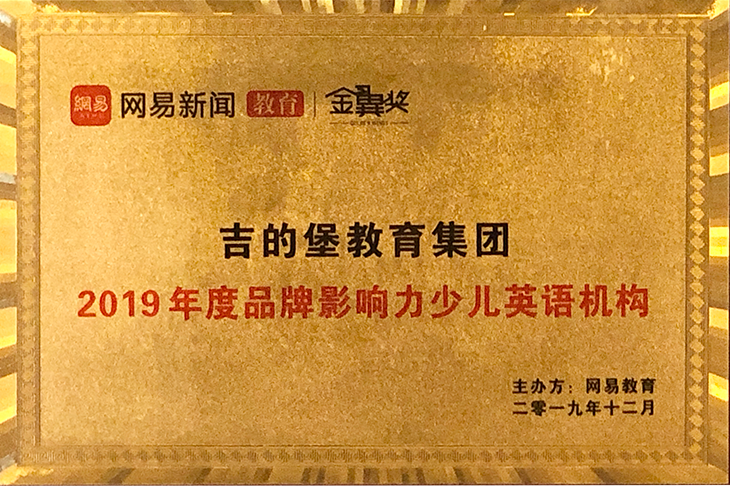 網易 网易新闻 教育 金翼奖
吉的堡教育集团
2019年度品牌影响力少儿英语机构
主办方：网易教育
二零一九年十二月